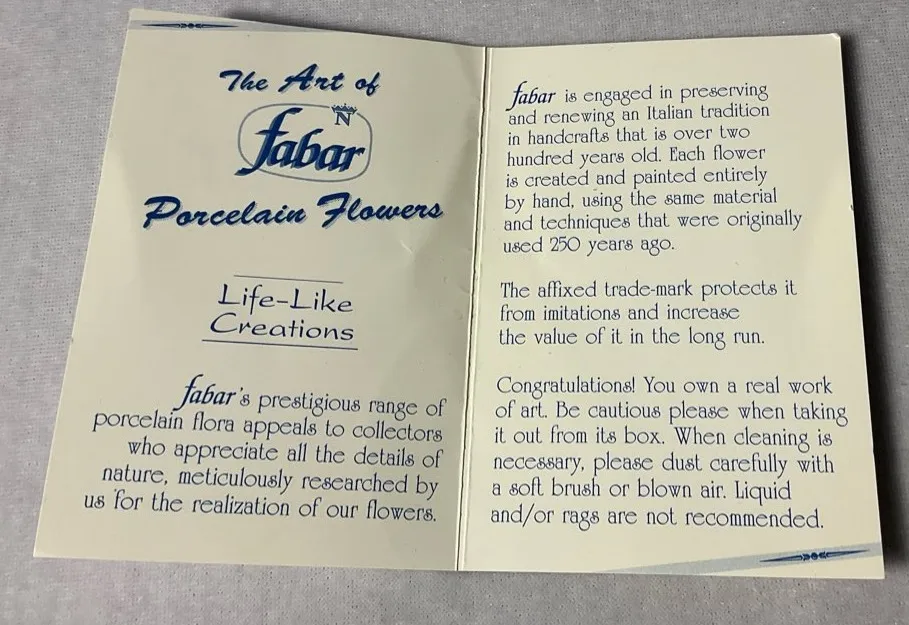 The Art of
N
fabar
Porcelain Flowers
Life-Like
Creations
fabar's prestigious range of
porcelain flora appeals to collectors
who appreciate all the details of
nature, meticulously researched by
us for the realization of our flowers.
fabar is engaged in preserving
and renewing an Italian tradition
in handcrafts that is over two
hundred years old. Each flower
is created and painted entirely
by hand, using the same material
and techniques that were originally
used 250 years ago.
The affixed trade-mark protects it
from imitations and increase
the value of it in the long run.
Congratulations! You own a real work
of art. Be cautious please when taking
it out from its box. When cleaning is
necessary, please dust carefully with
a soft brush or blown air. Liquid
and/or rags are not recommended.